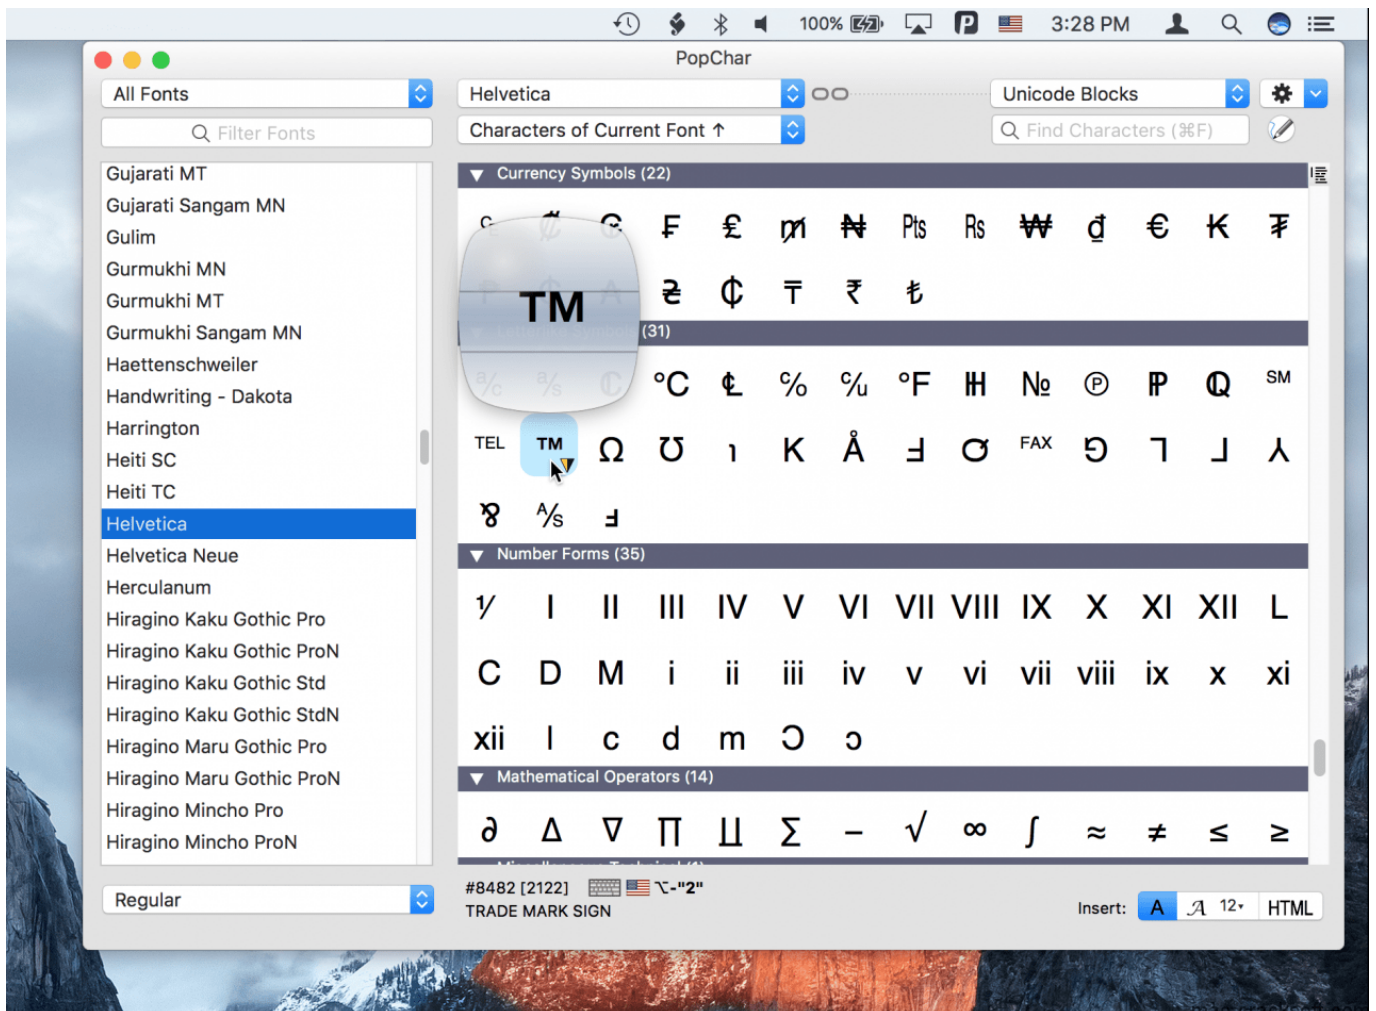 100% 3:28 PM
PopChar
All Fonts Helvetica Unicode Blocks
Filter Fonts Characters of Current Font ↑ Find Characters (⌘F)
Gujarati MT
Gujarati Sangam MN
Gulim
Gurmukhi MN
Gurmukhi MT
Gurmukhi Sangam MN
Haettenschweiler
Handwriting - Dakota
Harrington
Heiti SC
Heiti TC
Helvetica
Helvetica Neue
Herculanum
Hiragino Kaku Gothic Pro
Hiragino Kaku Gothic ProN
Hiragino Kaku Gothic Std
Hiragino Kaku Gothic StdN
Hiragino Maru Gothic Pro
Hiragino Maru Gothic ProN
Hiragino Mincho Pro
Hiragino Mincho ProN
Regular
▼ Currency Symbols (22)
₣ £ ₥ ₦ Pts Rs ₩ ₫ € ₭ ₮
₴ ₵ ₸ ₹ ₺
TM
(31)
℃ ℄ ℅ ℆ °F ℍ № ℗ ℙ ℚ SM
TEL TM Ω ℧ ℩ K Å Ⅎ ℺ FAX ⅁ ⅂ ⅃ ⅄
⅋ A/S ⅎ
▼ Number Forms (35)
⅟ I II III IV V VI VII VIII IX X XI XII L
C D M i ii iii iv v vi vii viii ix x xi
xii l c d m Ↄ ↄ
▼ Mathematical Operators (14)
∂ ∆ ∇ ∏ ∐ ∑ − √ ∞ ∫ ≈ ≠ ≤ ≥
#8482 [2122] ⌥-"2"
TRADE MARK SIGN
Insert: A A 12 HTML